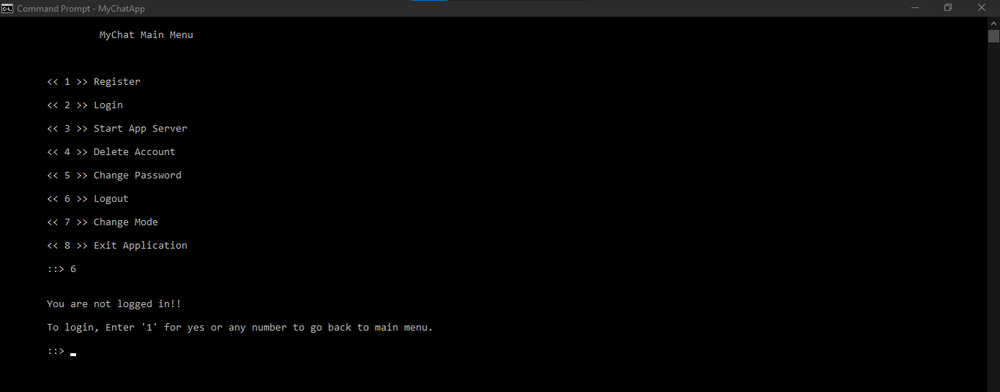 Command Prompt - MyChatApp
MyChat Main Menu
<< 1 >> Register
<< 2 >> Login
<< 3 >> Start App Server
<< 4 >> Delete Account
<< 5 >> Change Password
<< 6 >> Logout
<< 7 >> Change Mode
<< 8 >> Exit Application
::> 6
You are not logged in!!
To login, Enter '1' for yes or any number to go back to main menu.
::>